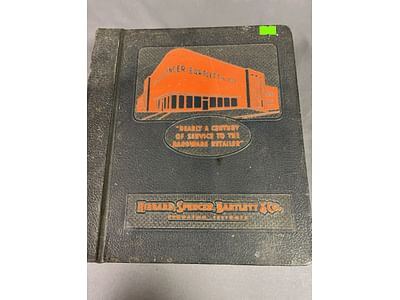 "NEARLY A CENTURY
OF SERVICE TO THE
HARDWARE RETAILER"
HIBBARD, SPENCER, BARTLETT & CO.
EVANSTON, ILLINOIS